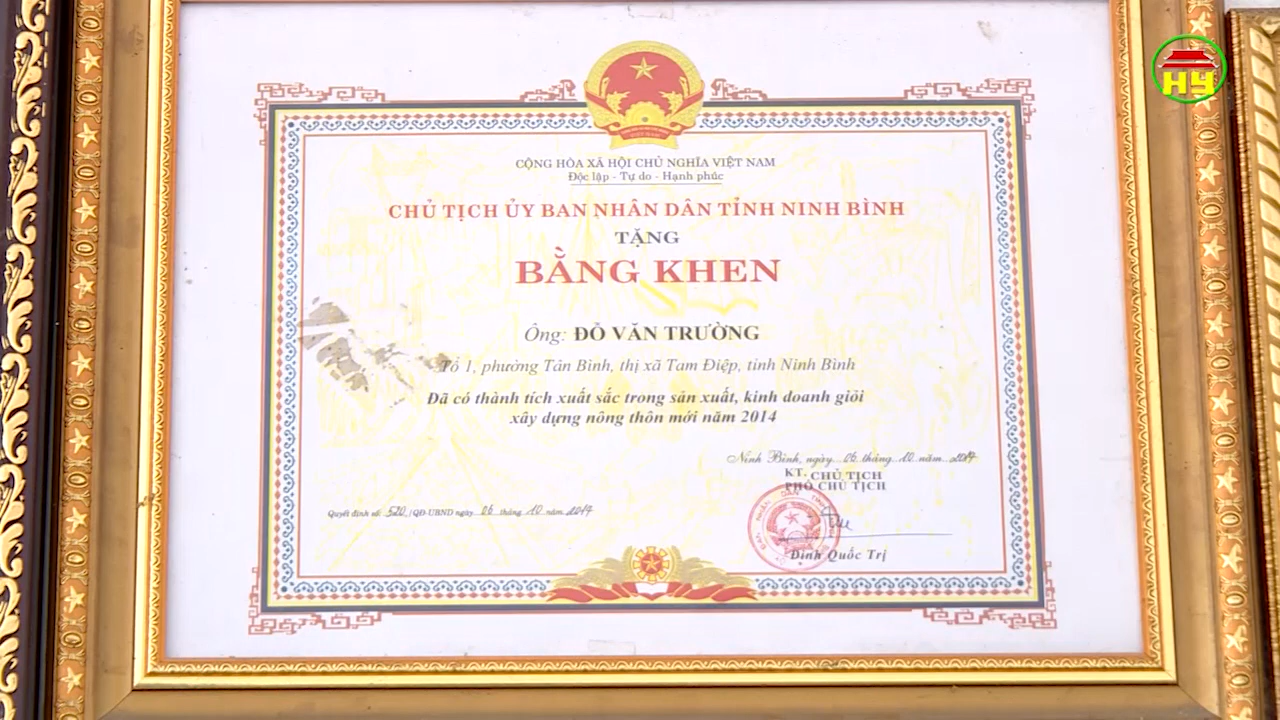 HY
CỘNG HÒA XÃ HỘI CHỦ NGHĨA VIỆT NAM
Độc lập - Tự do - Hạnh phúc
CHỦ TỊCH ỦY BAN NHÂN DÂN TỈNH NINH BÌNH
TẶNG
BẰNG KHEN
Ông: ĐỖ VĂN TRƯỜNG
Tổ 1, phường Tân Bình, thị xã Tam Điệp, tỉnh Ninh Bình
Đã có thành tích xuất sắc trong sản xuất, kinh doanh giỏi
xây dựng nông thôn mới năm 2014
Ninh Bình, ngày 06 tháng 10 năm 2014
KT. CHỦ TỊCH
PHÓ CHỦ TỊCH
Quyết định số: 520 /QĐ-UBND ngày 06 tháng 10 năm 2014
Đinh Quốc Trị